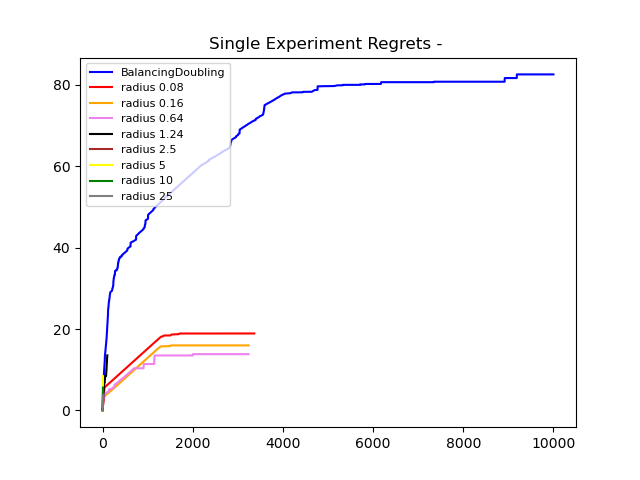 Single Experiment Regrets -
BalancingDoubling
radius 0.08
radius 0.16
radius 0.64
radius 1.24
radius 2.5
radius 5
radius 10
radius 25
80
60
40
20
0
0 2000 4000 6000 8000 10000